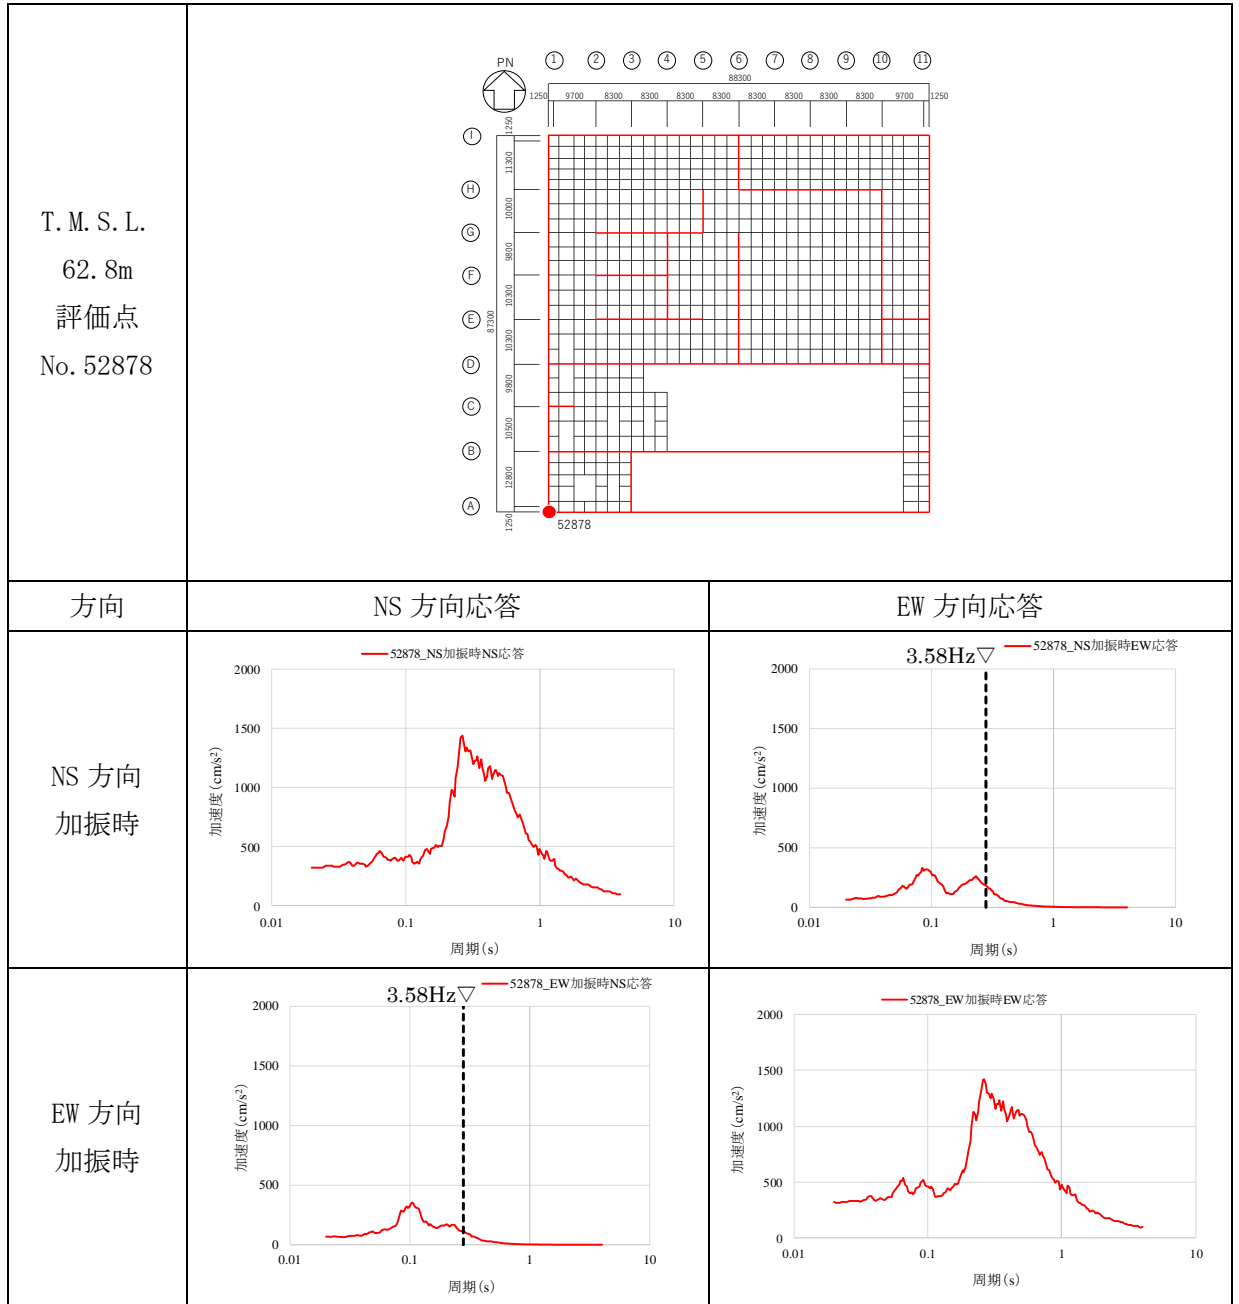 T.M.S.L.
62.8m
評価点
No.52878
PN
1 2 3 4 5 6 7 8 9 10 11
88300
1250 9700 8300 8300 8300 8300 8300 8300 8300 8300 9700 1250
I
H
G
F
E
D
C
B
A
87300
1250
11300
10000
9800
10300
10300
9800
10500
12800
1250
52878
方向
NS 方向応答
EW 方向応答
NS 方向
加振時
52878_NS加振時NS応答
加速度(cm/s²)
2000
1500
1000
500
0
0.01 0.1 1 10
周期(s)
3.58Hz▽
52878_NS加振時EW応答
加速度(cm/s²)
2000
1500
1000
500
0
0.01 0.1 1 10
周期(s)
EW 方向
加振時
3.58Hz▽
52878_EW加振時NS応答
加速度(cm/s²)
2000
1500
1000
500
0
0.01 0.1 1 10
周期(s)
52878_EW加振時EW応答
加速度(cm/s²)
2000
1500
1000
500
0
0.01 0.1 1 10
周期(s)